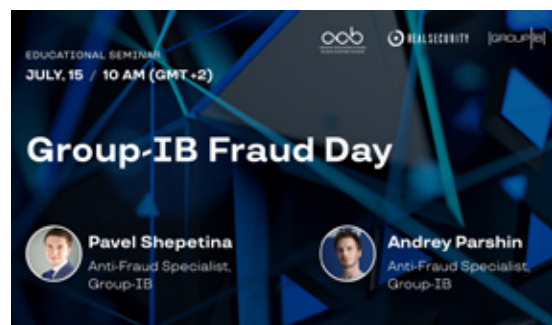 REALSECURITY
|GROUP|IB|
EDUCATIONAL SEMINAR
JULY, 15 / 10 AM (GMT +2)
Group-IB Fraud Day
Pavel Shepetina
Anti-Fraud Specialist,
Group-IB
Andrey Parshin
Anti-Fraud Specialist,
Group-IB